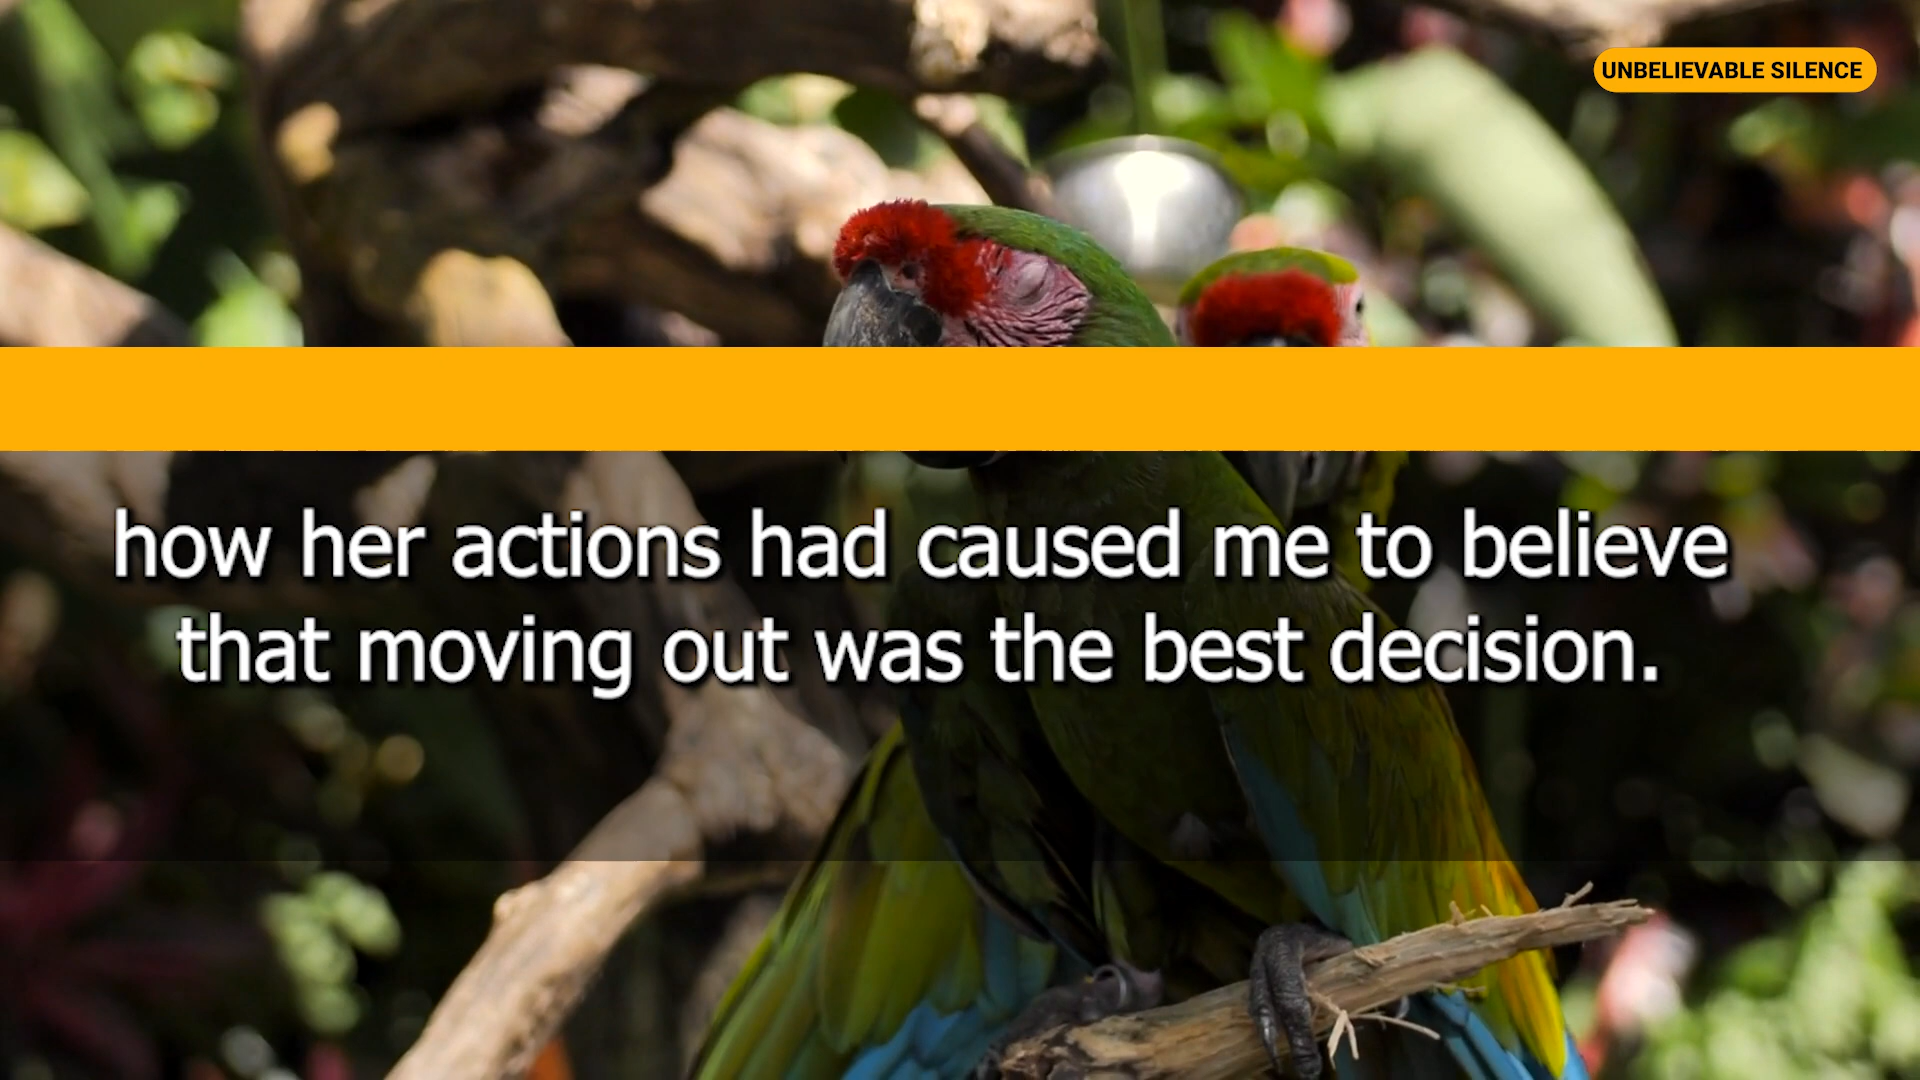 UNBELIEVABLE SILENCE
how her actions had caused me to believe
that moving out was the best decision.